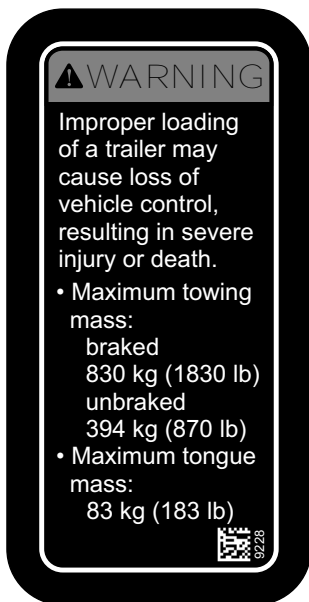 WARNING
Improper loading
of a trailer may
cause loss of
vehicle control,
resulting in severe
injury or death.
• Maximum towing
mass:
braked
830 kg (1830 lb)
unbraked
394 kg (870 lb)
• Maximum tongue
mass:
83 kg (183 lb)
9228